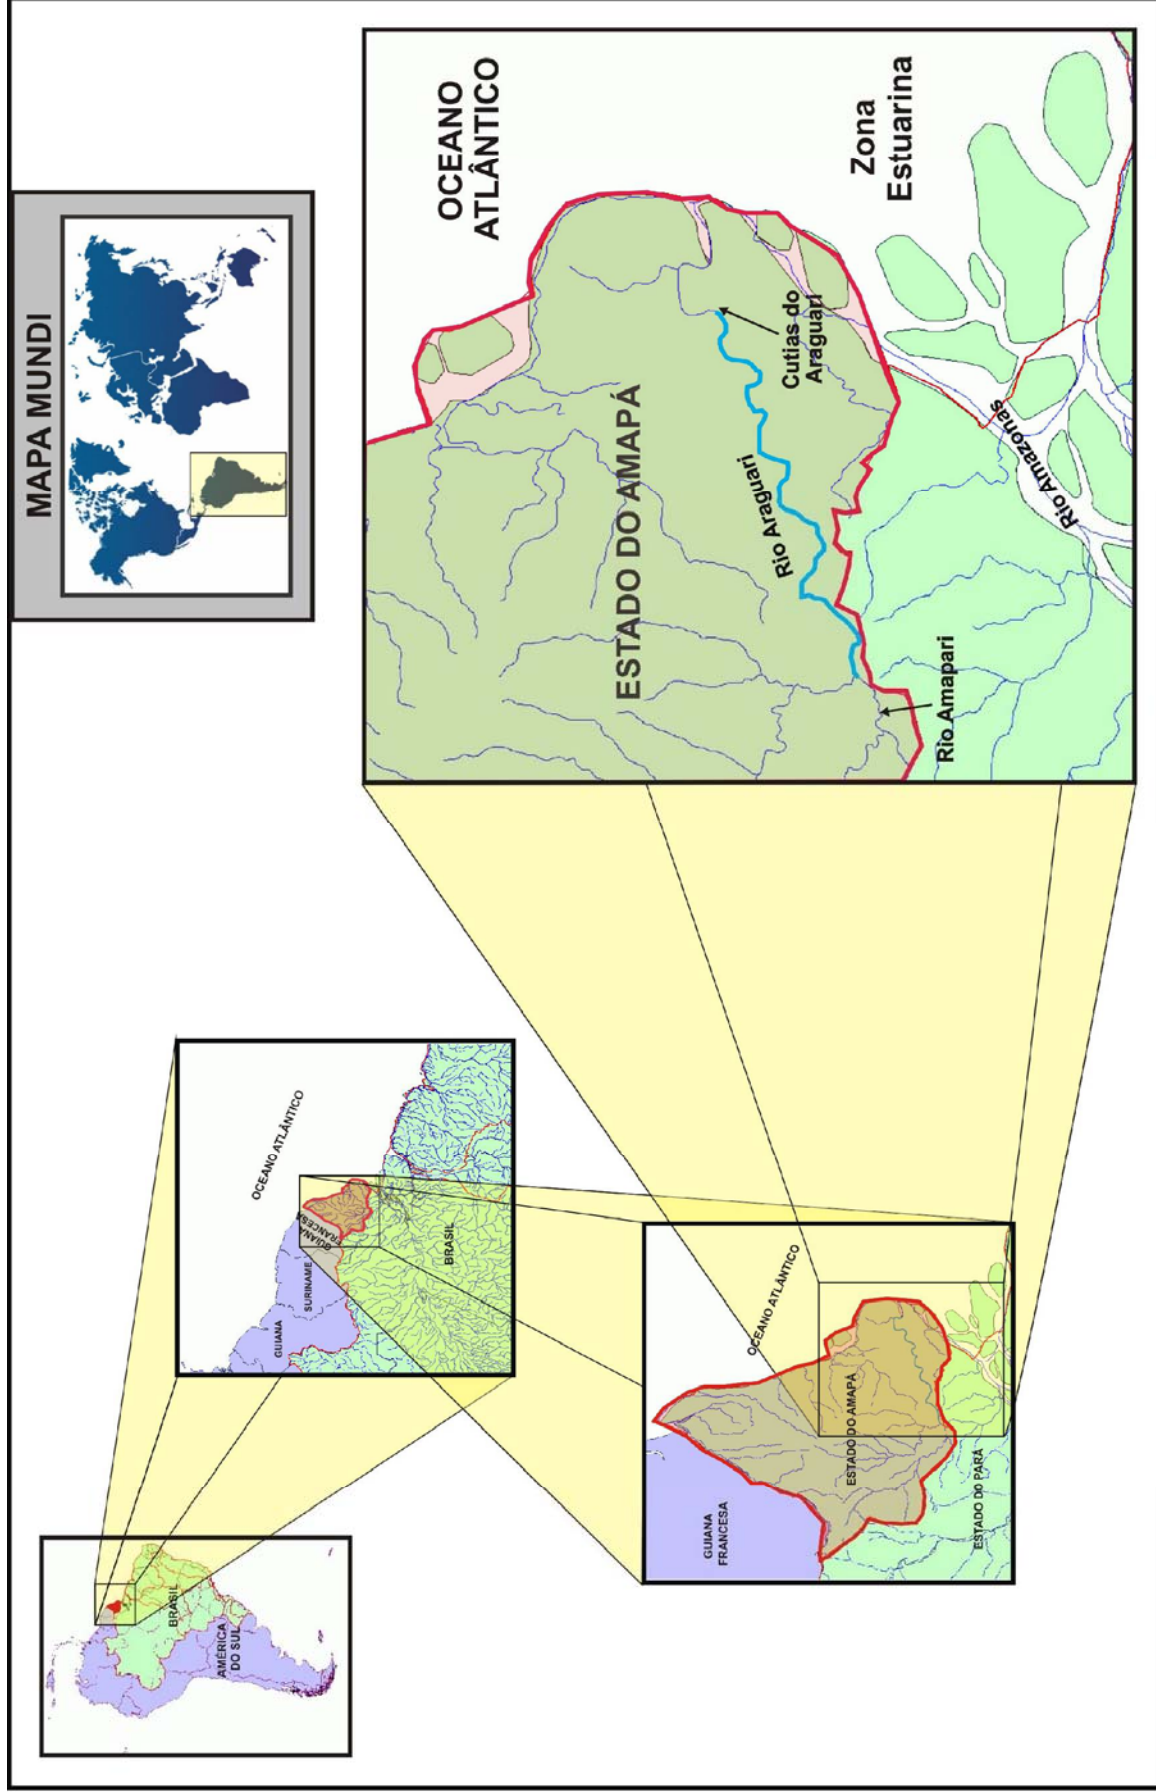 MAPA MUNDI
BRASIL
AMÉRICA
DO SUL
OCEANO ATLÂNTICO
GUIANA
SURINAME
GUIANA
FRANCESA
BRASIL
OCEANO ATLÂNTICO
GUIANA
FRANCESA
ESTADO DO AMAPÁ
ESTADO DO PARÁ
OCEANO
ATLÂNTICO
ESTADO DO AMAPÁ
Rio Araguari
Cutias do
Araguari
Zona
Estuarina
Rio Amazonas
Rio Amapari